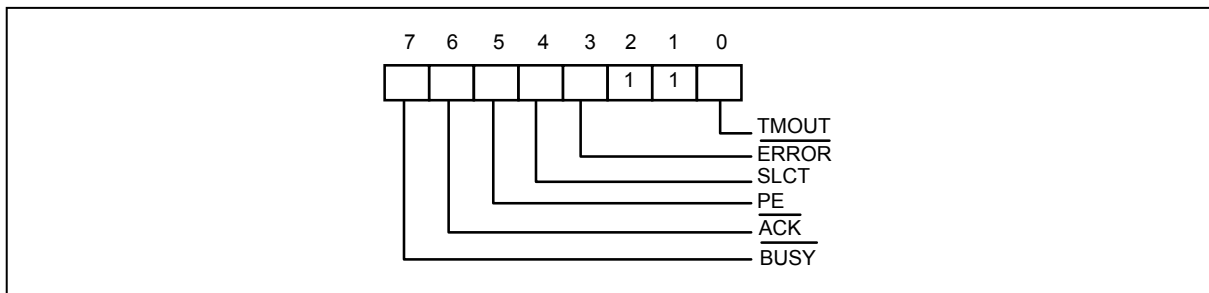 7 6 5 4 3 2 1 0
1 1
TMOUT
ERROR
SLCT
PE
ACK
BUSY